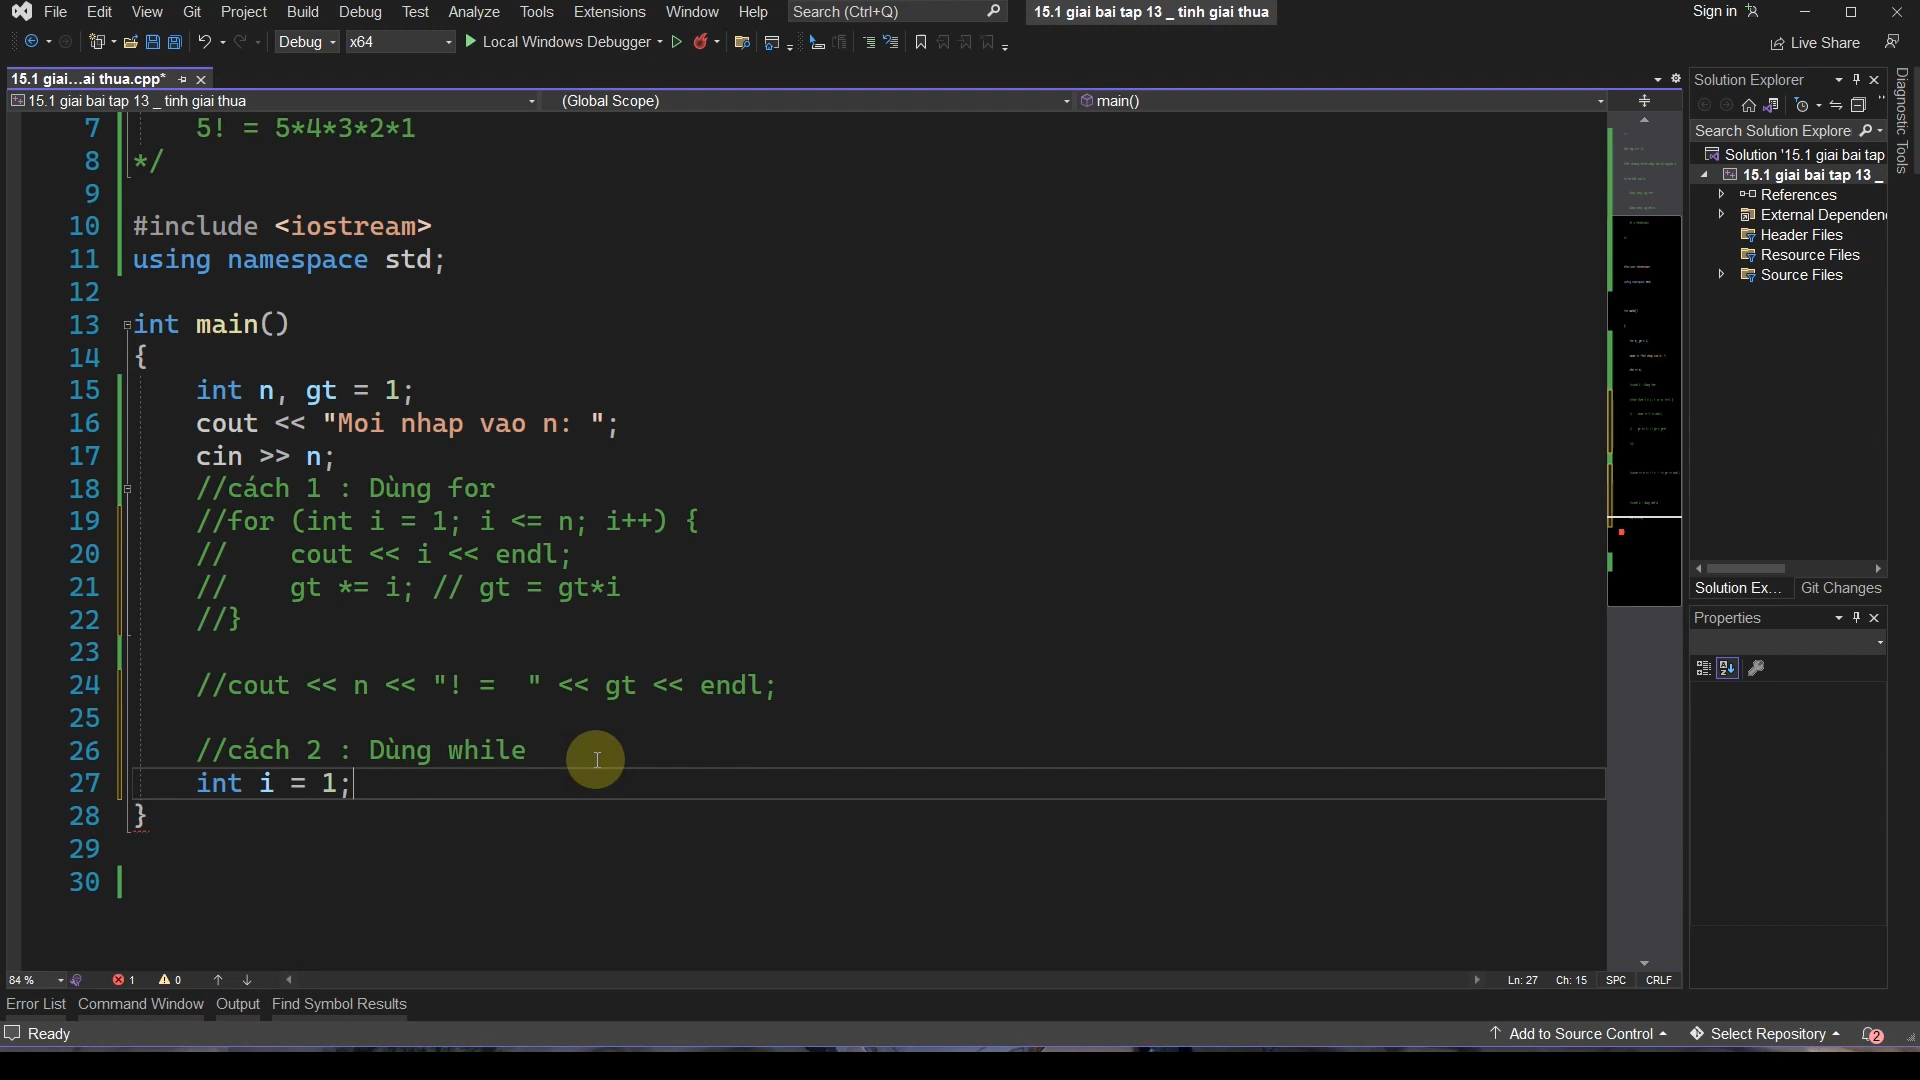 File Edit View Git Project Build Debug Test Analyze Tools Extensions Window Help Search (Ctrl+Q) 15.1 giai bai tap 13 _ tinh giai thua Sign in
Debug x64 Local Windows Debugger Live Share
15.1 giai...ai thua.cpp*
15.1 giai bai tap 13 _ tinh giai thua (Global Scope) main()
7 5! = 5*4*3*2*1
8 */
9
10 #include <iostream>
11 using namespace std;
12
13 int main()
14 {
15 int n, gt = 1;
16 cout << "Moi nhap vao n: ";
17 cin >> n;
18 //cách 1 : Dùng for
19 //for (int i = 1; i <= n; i++) {
20 // cout << i << endl;
21 // gt *= i; // gt = gt*i
22 //}
23
24 //cout << n << "! =  " << gt << endl;
25
26 //cách 2 : Dùng while
27 int i = 1;
28 }
29
30
84 % 1 0 Ln: 27 Ch: 15 SPC CRLF
Error List Command Window Output Find Symbol Results
Ready Add to Source Control Select Repository 2
Solution Explorer
Search Solution Explore
Solution '15.1 giai bai tap
15.1 giai bai tap 13 _
References
External Dependen
Header Files
Resource Files
Source Files
Solution Ex... Git Changes
Properties
Diagnostic Tools